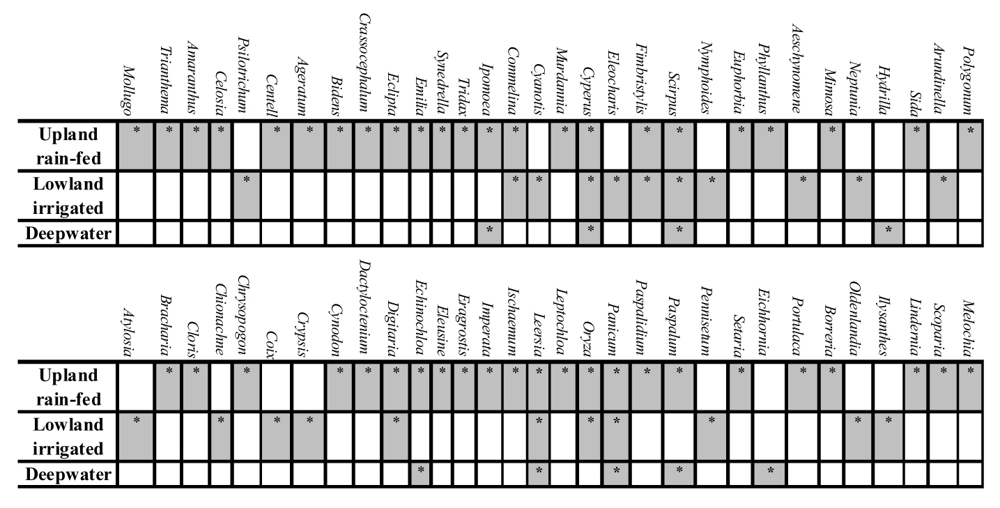 Mollugo Trianthema Amaranthus Celosia Psilotrichum Centell Ageratum Bidens Crassocephalum Eclipta Emilia Synedrella Tridax Ipomoea Commelina Cyanotis Murdannia Cyperus Eleocharis Fimbristylis Scirpus Nymphoides Euphorbia Phyllanthus Aeschynomene Mimosa Neptunia Hydrilla Sida Arundinella Polygonum
Upland * * * * * * * * * * * * * * * * * * * * * * *
rain-fed
Lowland * * * * * * * * * * *
irrigated
Deepwater * * * *
Atylosia Bracharia Cloris Chionachne Chrysopogon Coix Crypsis Cynodon Dactyloctenium Digitaria Echinochloa Eleusine Eragrostis Imperata Ischaemum Leersia Leptochloa Oryza Panicum Paspalidium Paspalum Pennisetum Setaria Eichhornia Portulaca Borreria Oldenlandia Ilysanthes Lindernia Scoparia Melochia
Upland * * * * * * * * * * * * * * * * * * * * * * *
rain-fed
Lowland * * * * * * * * * * *
irrigated
Deepwater * * * * *